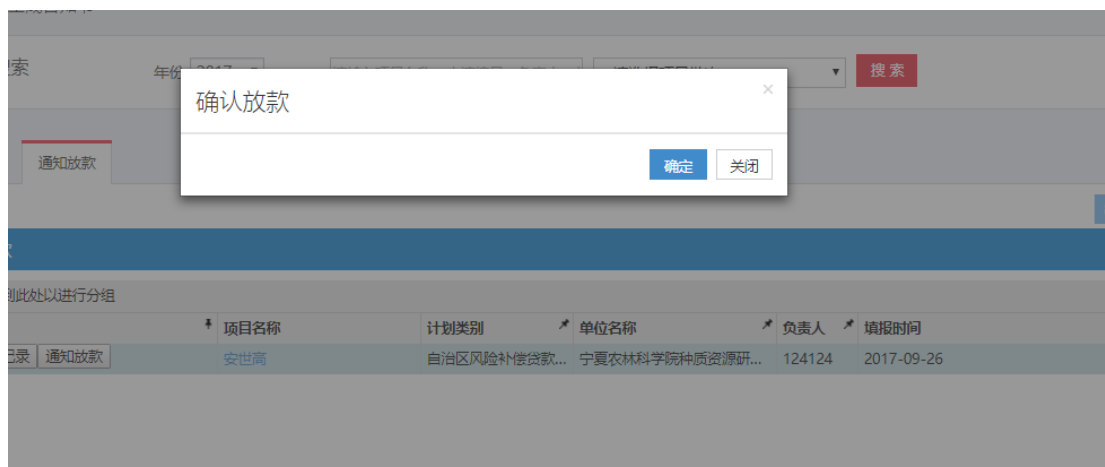 索
年份 2017
搜索
确认放款
×
确定
关闭
通知放款
款
到此处以进行分组
项目名称
计划类别
单位名称
负责人
填报时间
记录
通知放款
安世高
自治区风险补偿贷款...
宁夏农林科学院种质资源研...
124124
2017-09-26